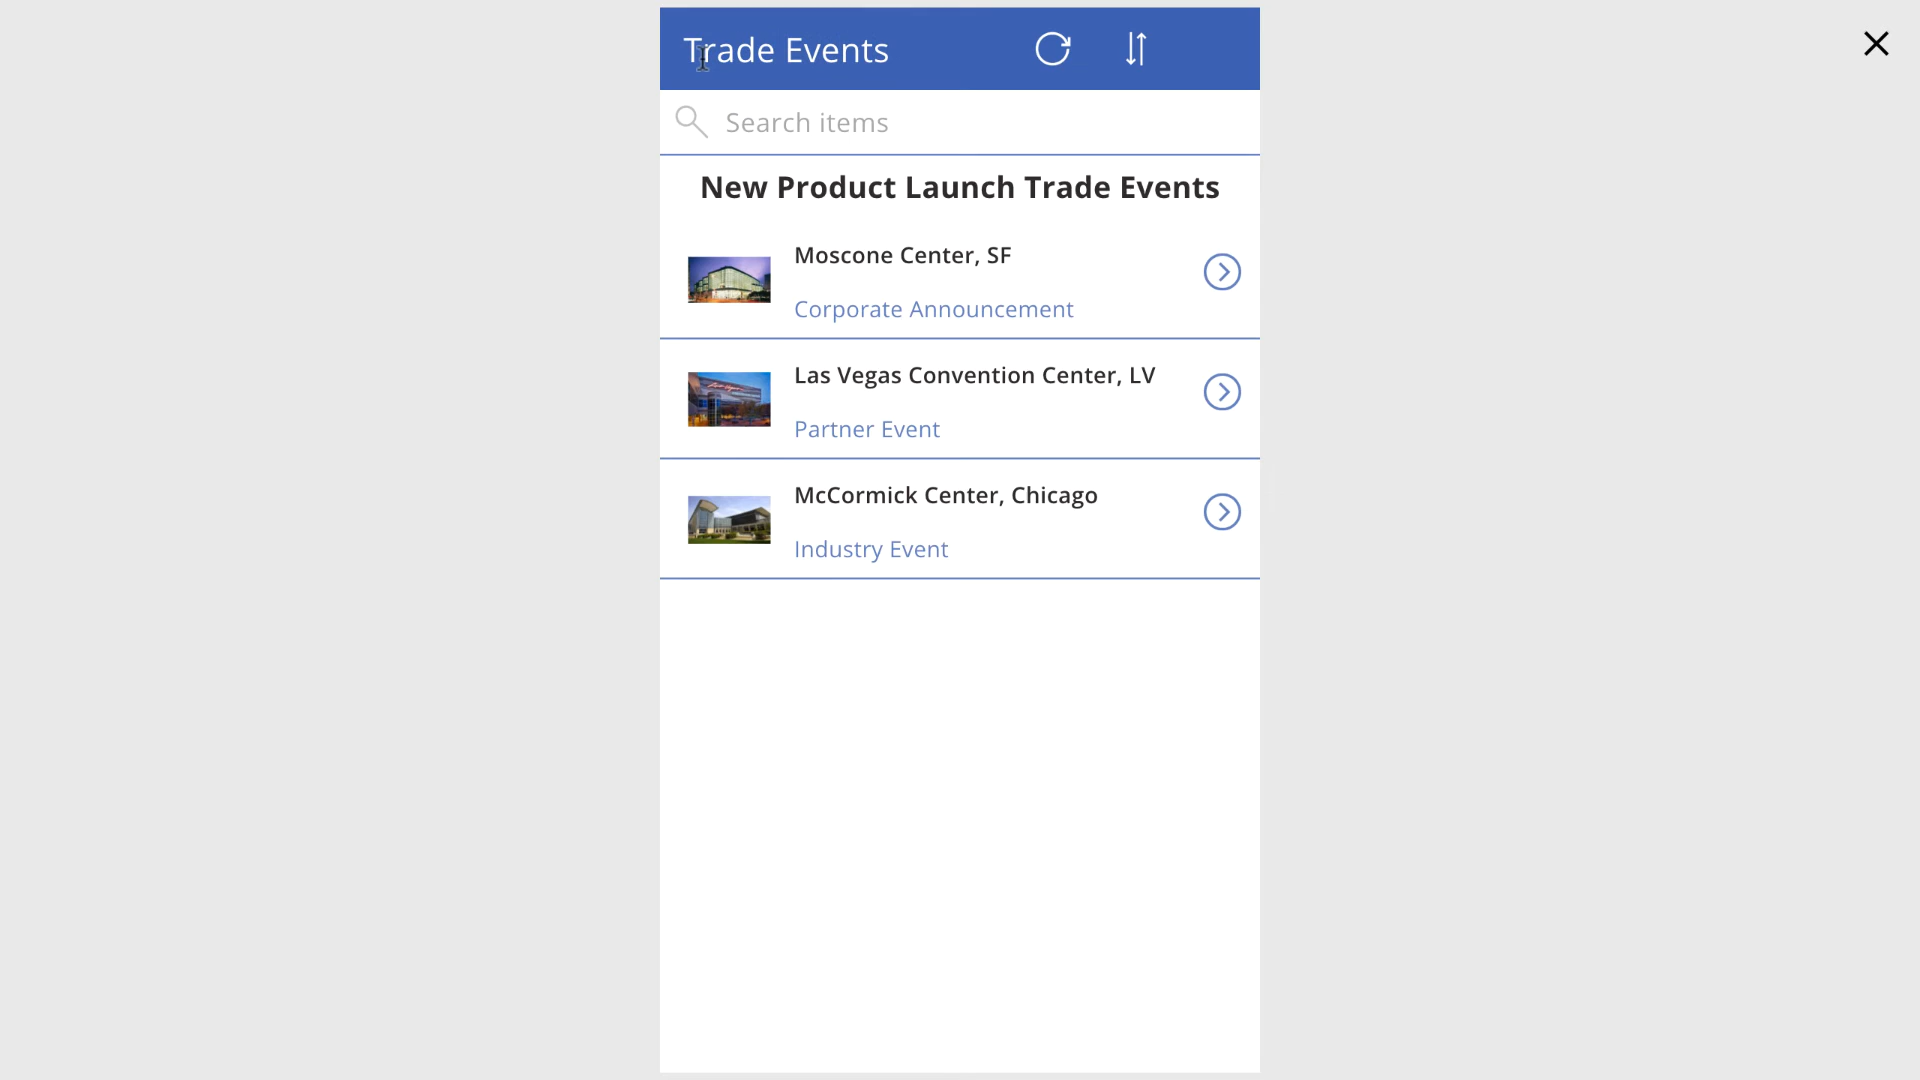 Trade Events
Search items
New Product Launch Trade Events
Moscone Center, SF
Corporate Announcement
Las Vegas Convention Center, LV
Partner Event
McCormick Center, Chicago
Industry Event